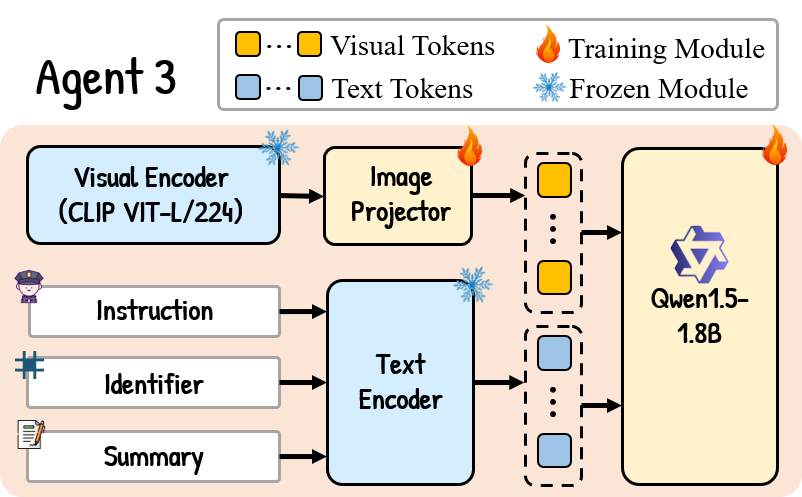 Agent 3
... Visual Tokens
Training Module
... Text Tokens
Frozen Module
Visual Encoder
(CLIP VIT-L/224)
Image
Projector
Instruction
Identifier
Summary
Text
Encoder
Qwen1.5-
1.8B